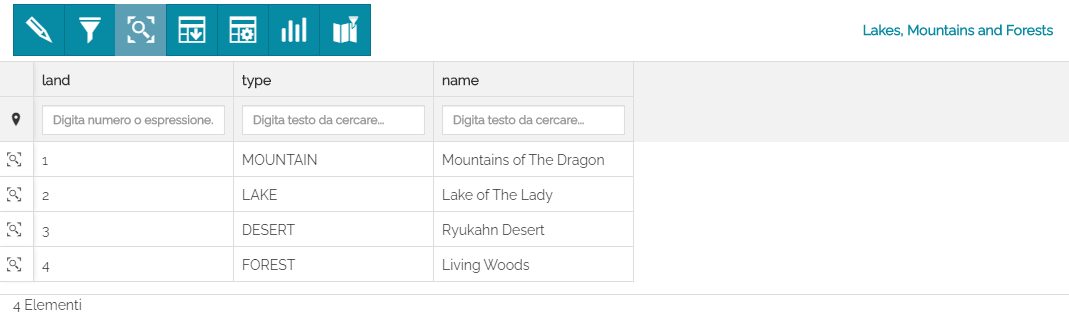 Lakes, Mountains and Forests
land type name
Digita numero o espressione. Digita testo da cercare... Digita testo da cercare...
1 MOUNTAIN Mountains of The Dragon
2 LAKE Lake of The Lady
3 DESERT Ryukahn Desert
4 FOREST Living Woods
4 Elementi